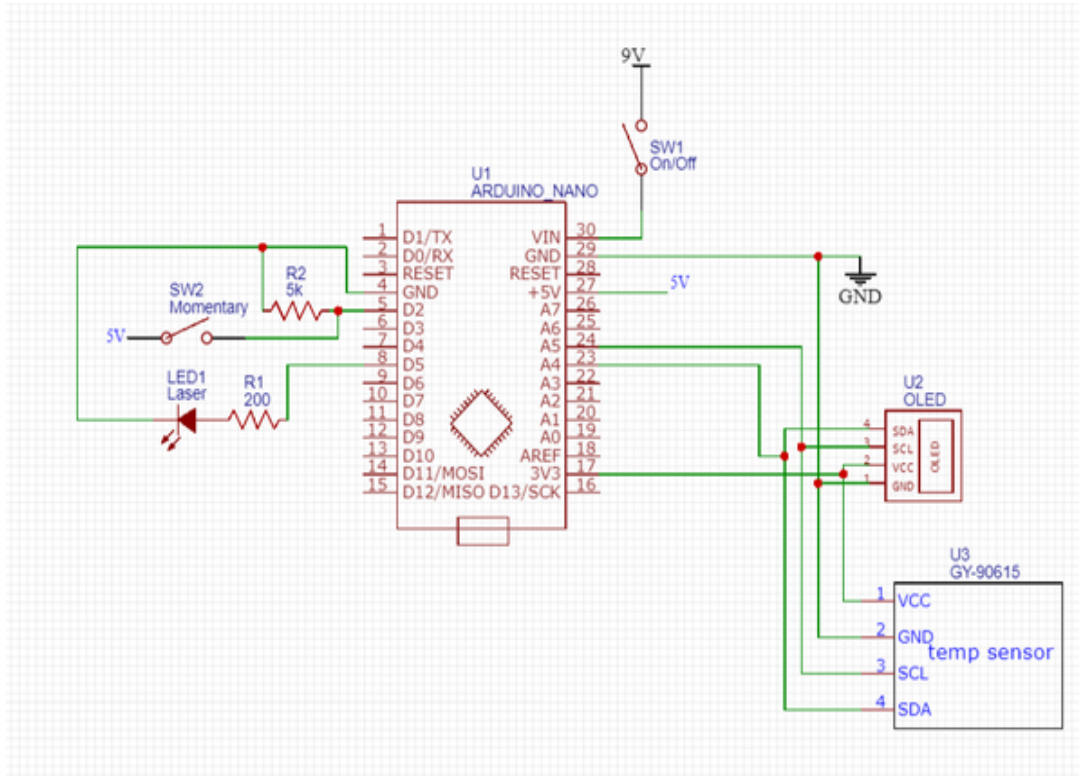 9V
SW1
On/Off
U1
ARDUINO_NANO
1 D1/TX
2 D0/RX
3 RESET
4 GND
5 D2
6 D3
7 D4
8 D5
9 D6
10 D7
11 D8
12 D9
13 D10
14 D11/MOSI
15 D12/MISO
VIN 30
GND 29
RESET 28
+5V 27
A7 26
A6 25
A5 24
A4 23
A3 22
A2 21
A1 20
A0 19
AREF 18
3V3 17
D13/SCK 16
5V
GND
R2
5k
SW2
Momentary
5V
LED1
Laser
R1
200
U2
OLED
4 SDA
3 SCL
2 VCC
1 GND
OLED
U3
GY-90615
1 VCC
2 GND
temp sensor
3 SCL
4 SDA